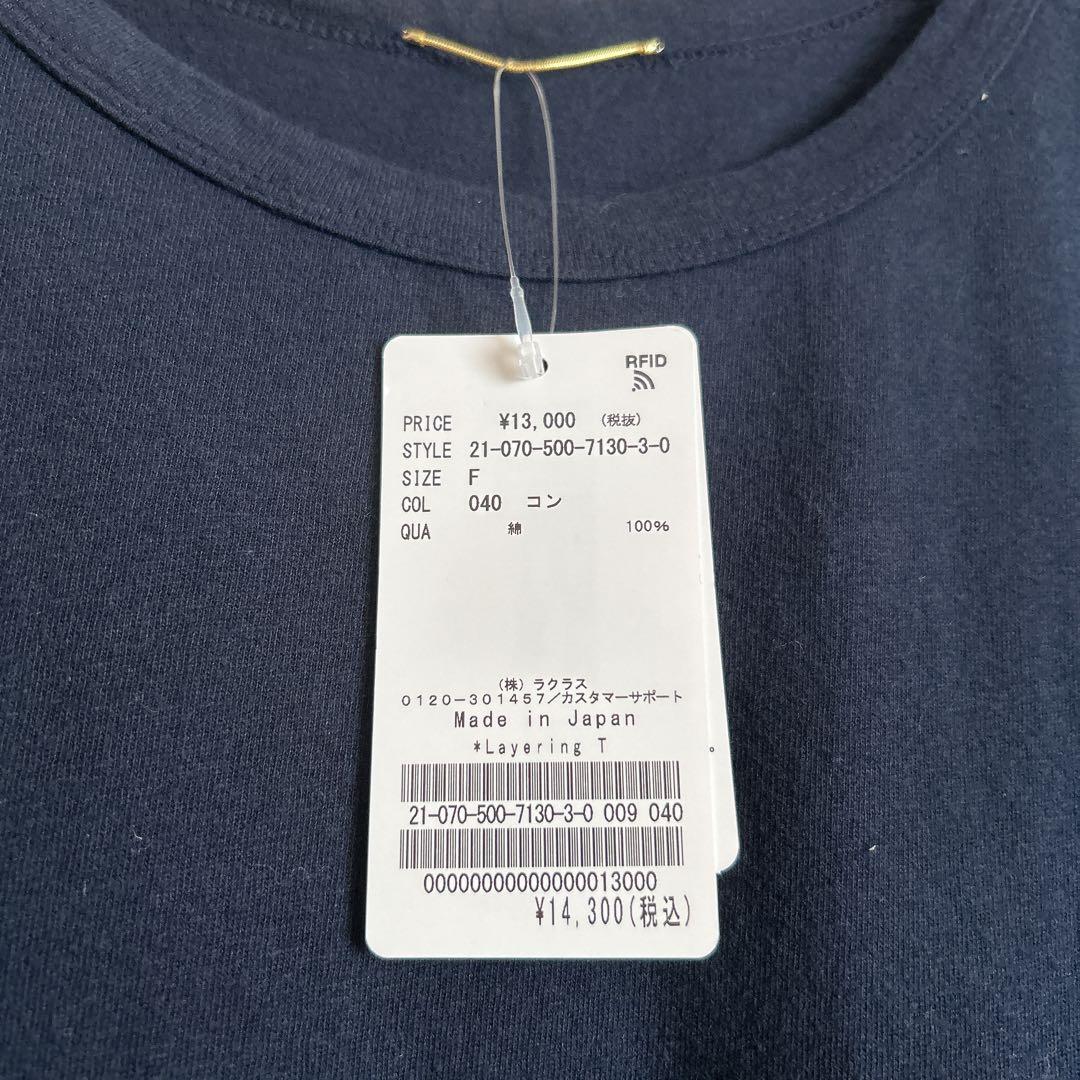 RFID
PRICE ¥13,000 (税抜)
STYLE 21-070-500-7130-3-0
SIZE F
COL 040 コン
QUA 綿 100%
(株) ラクラス
0120-301457/カスタマーサポート
Made in Japan
*Layering T
21-070-500-7130-3-0 009 040
00000000000000013000
¥14,300(税込)